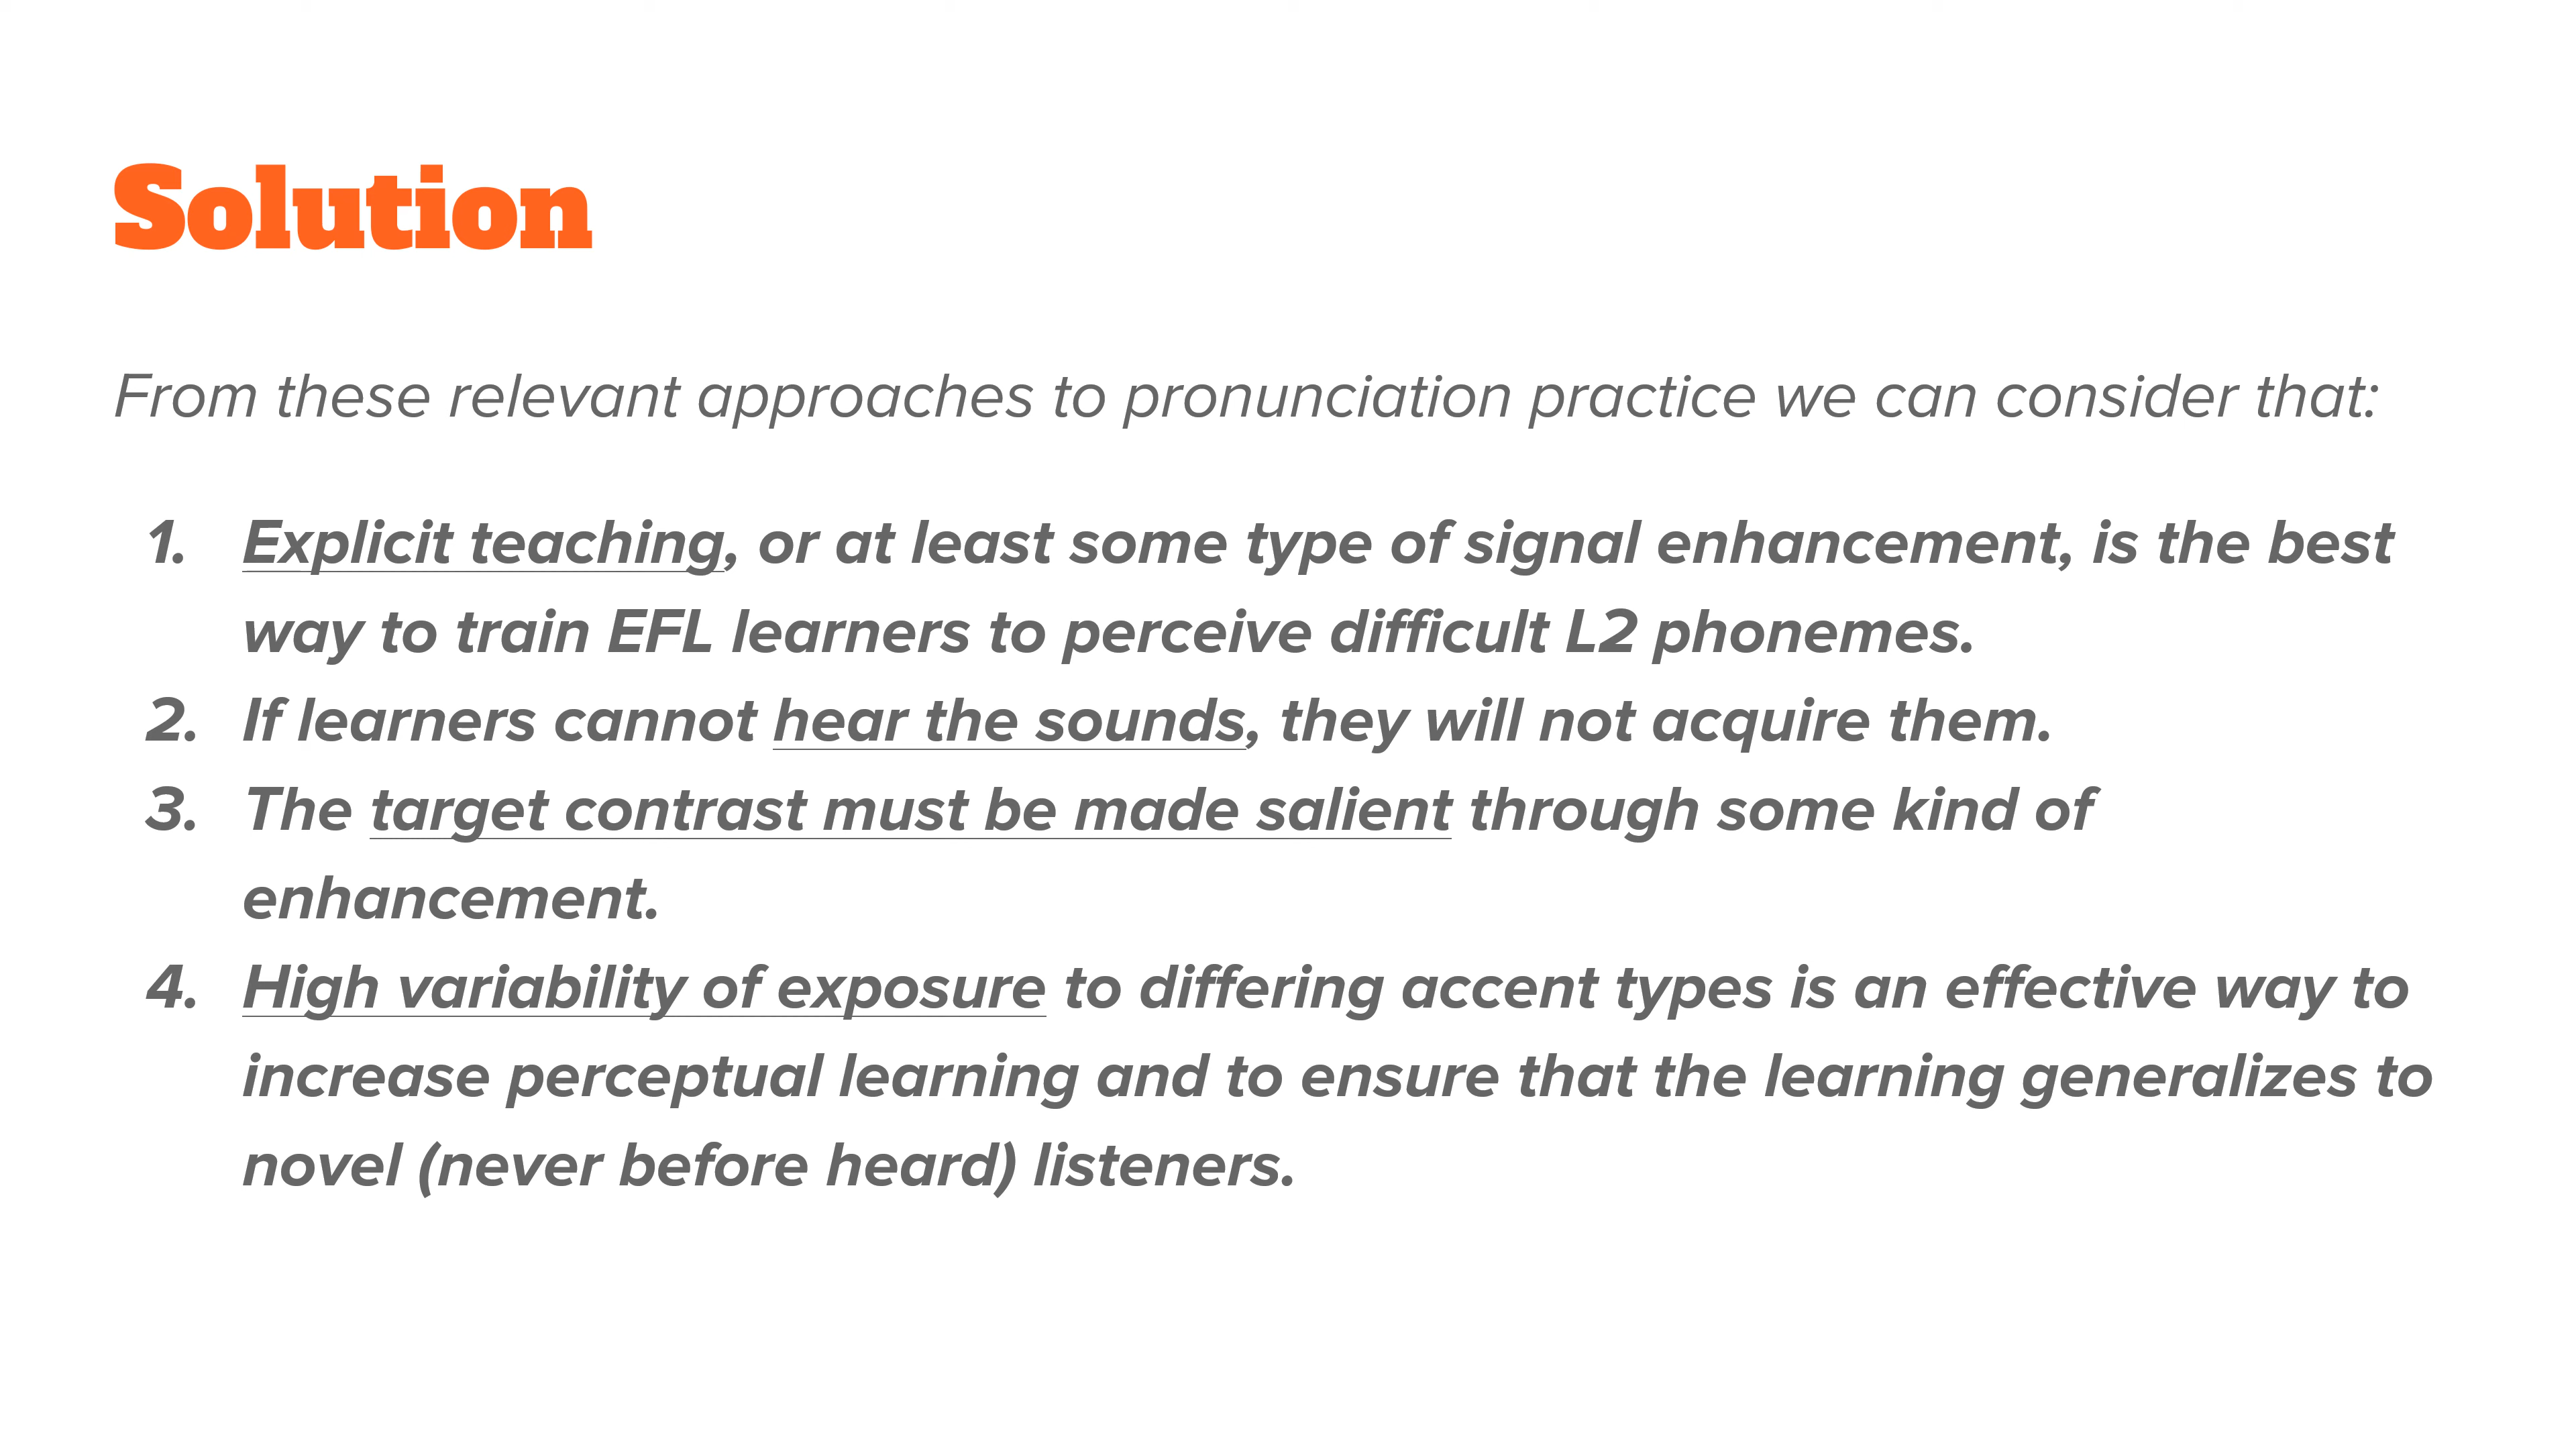 Solution
From these relevant approaches to pronunciation practice we can consider that:
1. Explicit teaching, or at least some type of signal enhancement, is the best
way to train EFL learners to perceive difficult L2 phonemes.
2. If learners cannot hear the sounds, they will not acquire them.
3. The target contrast must be made salient through some kind of
enhancement.
4. High variability of exposure to differing accent types is an effective way to
increase perceptual learning and to ensure that the learning generalizes to
novel (never before heard) listeners.